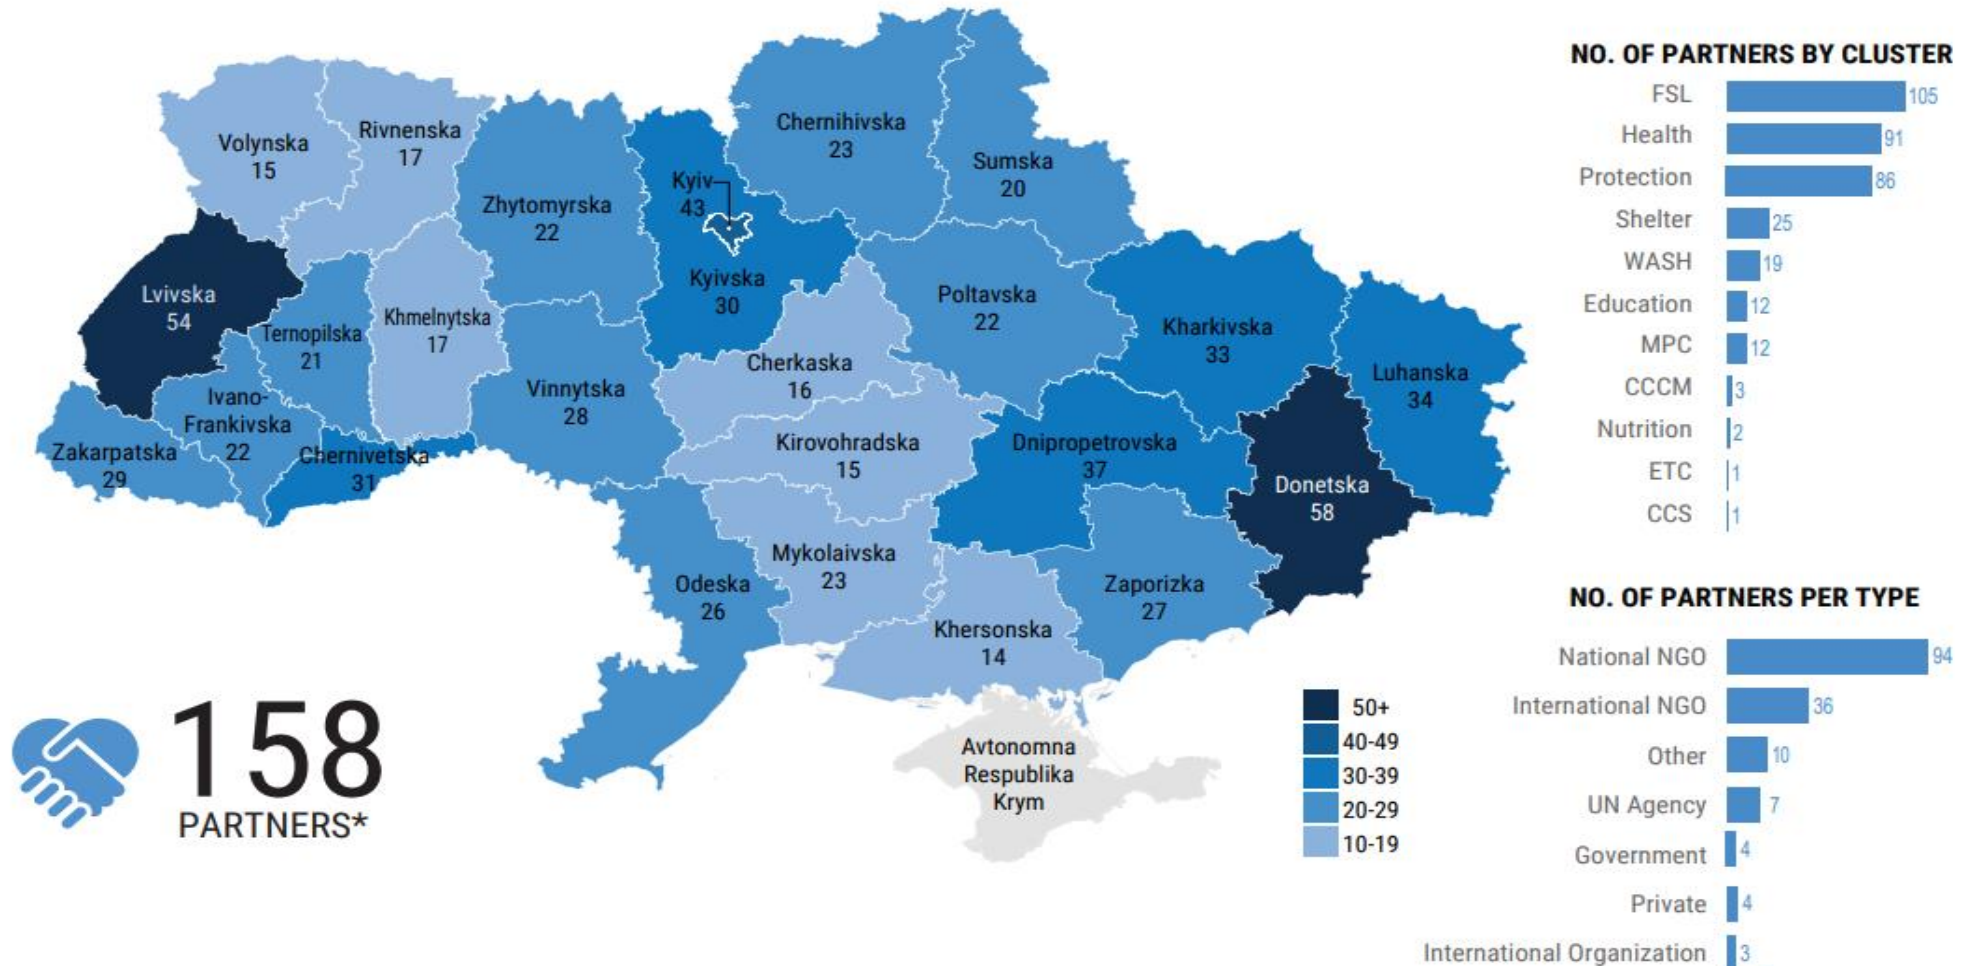 Volynska
15
Rivnenska
17
Zhytomyrska
22
Kyiv
43
Kyivska
30
Chernihivska
23
Sumska
20
Lvivska
54
Ternopilska
21
Khmelnytska
17
Vinnytska
28
Cherkaska
16
Poltavska
22
Kharkivska
33
Luhanska
34
Zakarpatska
29
Ivano-
Frankivska
22
Chernivetska
31
Kirovohradska
15
Dnipropetrovska
37
Donetska
58
Odeska
26
Mykolaivska
23
Khersonska
14
Zaporizka
27
Avtonomna
Respublika
Krym
158
PARTNERS*
50+
40-49
30-39
20-29
10-19
NO. OF PARTNERS BY CLUSTER
FSL 105
Health 91
Protection 86
Shelter 25
WASH 19
Education 12
MPC 12
CCCM 3
Nutrition 2
ETC 1
CCS 1
NO. OF PARTNERS PER TYPE
National NGO 94
International NGO 36
Other 10
UN Agency 7
Government 4
Private 4
International Organization 3